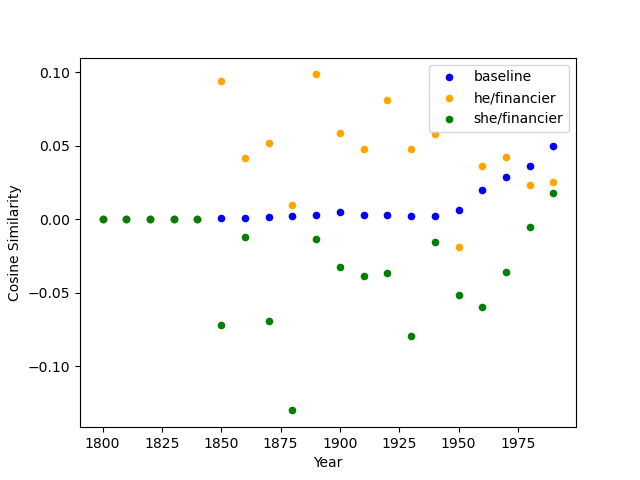 0.10
0.05
0.00
−0.05
−0.10
Cosine Similarity
baseline
he/financier
she/financier
1800 1825 1850 1875 1900 1925 1950 1975
Year